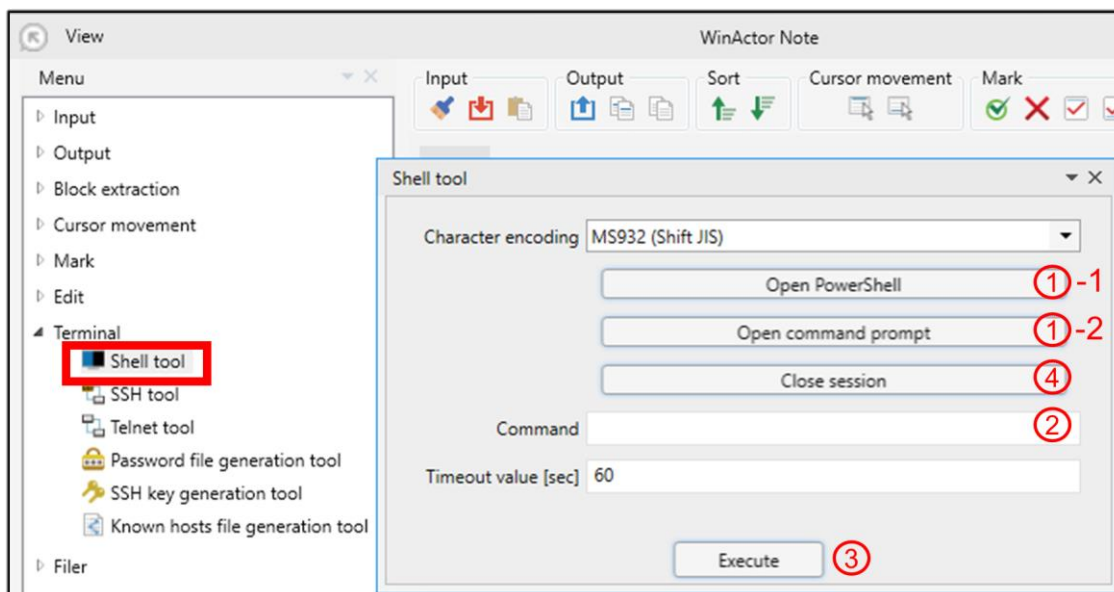 View
WinActor Note
Menu
Input
Output
Block extraction
Cursor movement
Mark
Edit
Terminal
Shell tool
SSH tool
Telnet tool
Password file generation tool
SSH key generation tool
Known hosts file generation tool
Filer
Input
Output
Sort
Cursor movement
Mark
Shell tool
Character encoding MS932 (Shift JIS)
Open PowerShell ①-1
Open command prompt ①-2
Close session ④
Command ②
Timeout value [sec] 60
Execute ③